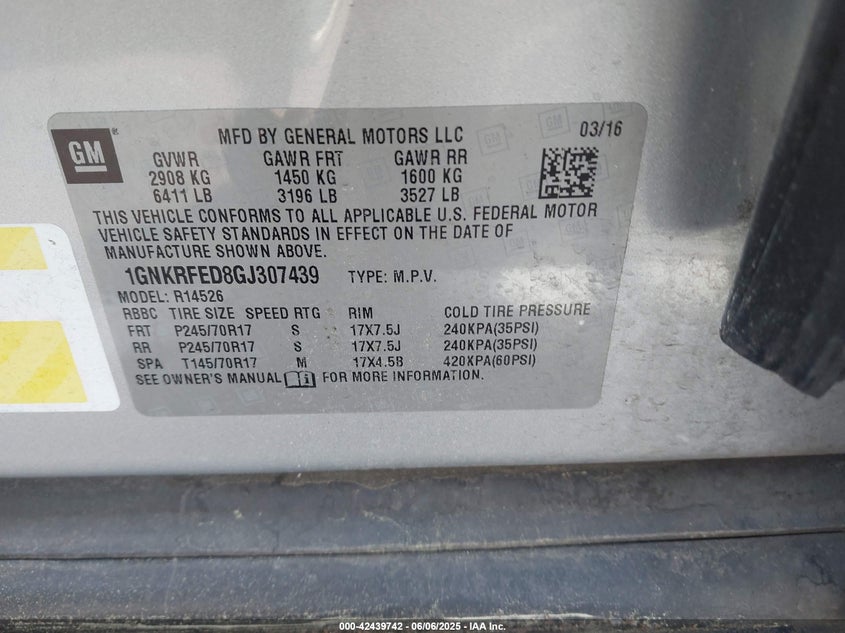 GM
MFD BY GENERAL MOTORS LLC 03/16
GVWR GAWR FRT GAWR RR
2908 KG 1450 KG 1600 KG
6411 LB 3196 LB 3527 LB
THIS VEHICLE CONFORMS TO ALL APPLICABLE U.S. FEDERAL MOTOR
VEHICLE SAFETY STANDARDS IN EFFECT ON THE DATE OF
MANUFACTURE SHOWN ABOVE.
1GNKRFED8GJ307439 TYPE: M.P.V.
MODEL: R14526
RBBC TIRE SIZE SPEED RTG RIM COLD TIRE PRESSURE
FRT P245/70R17 S 17X7.5J 240KPA(35PSI)
RR P245/70R17 S 17X7.5J 240KPA(35PSI)
SPA T145/70R17 M 17X4.5B 420KPA(60PSI)
SEE OWNER'S MANUAL FOR MORE INFORMATION.
000-42439742 - 06/06/2025 - IAA Inc.